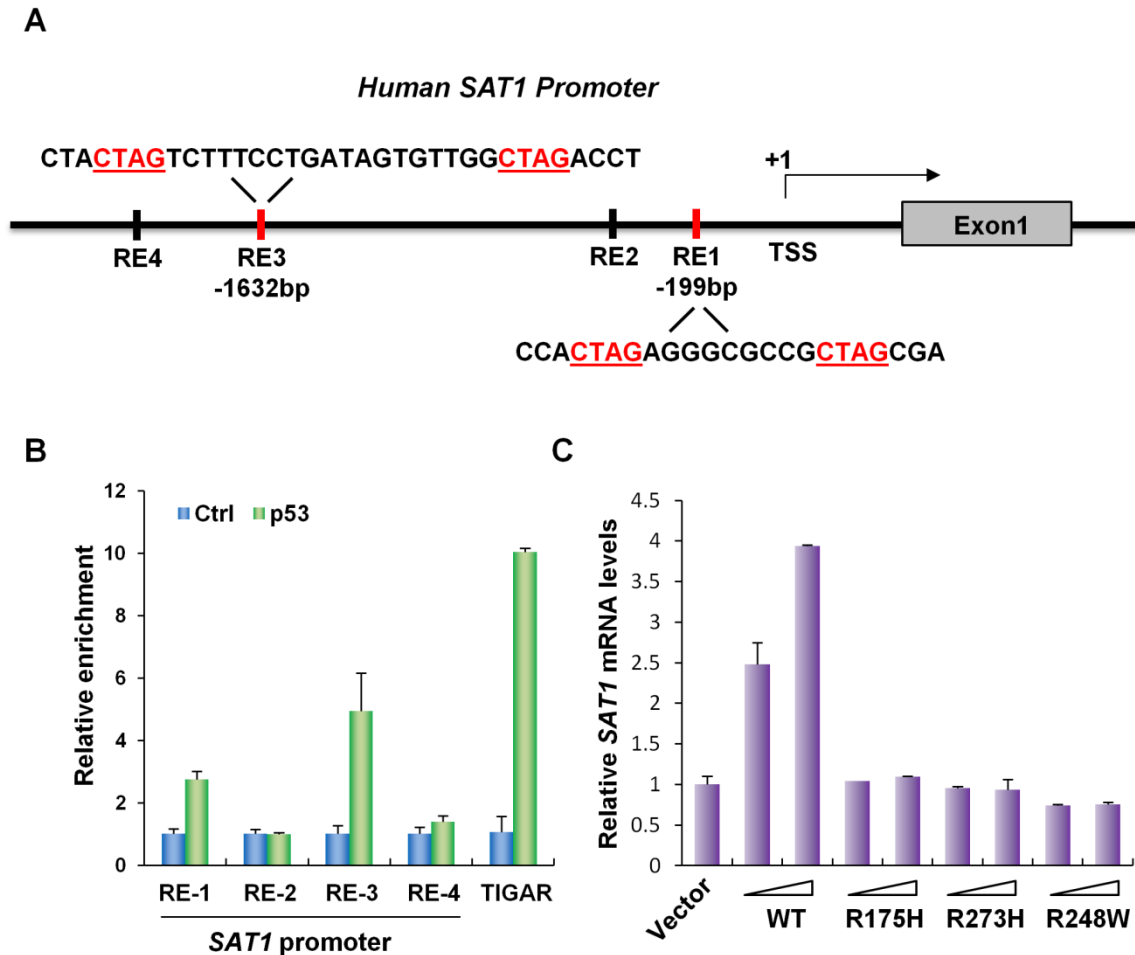 A
Human SAT1 Promoter
CTACTAGTCTTTCCTGATAGTGTTGGCTAGACCT
+1
Exon1
RE4
RE3
-1632bp
RE2
RE1
-199bp
TSS
CCACTAGAGGGCGCCGCTAGCGA
B
Relative enrichment
12
10
8
6
4
2
0
Ctrl
p53
RE-1
RE-2
RE-3
RE-4
TIGAR
SAT1 promoter
C
Relative SAT1 mRNA levels
4.5
4
3.5
3
2.5
2
1.5
1
0.5
0
Vector
WT
R175H
R273H
R248W